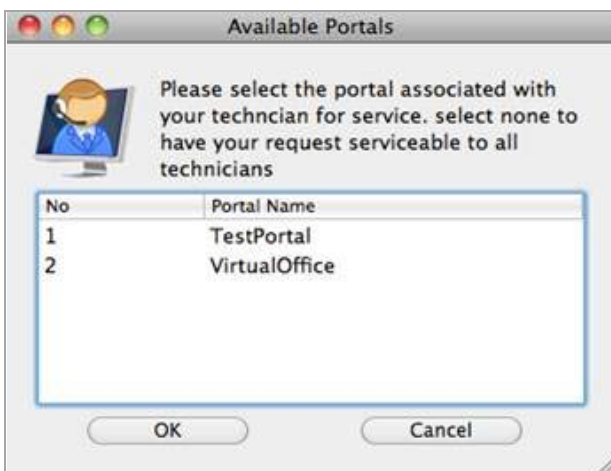 Available Portals
Please select the portal associated with
your techncian for service. select none to
have your request serviceable to all
technicians
No Portal Name
1 TestPortal
2 VirtualOffice
OK Cancel